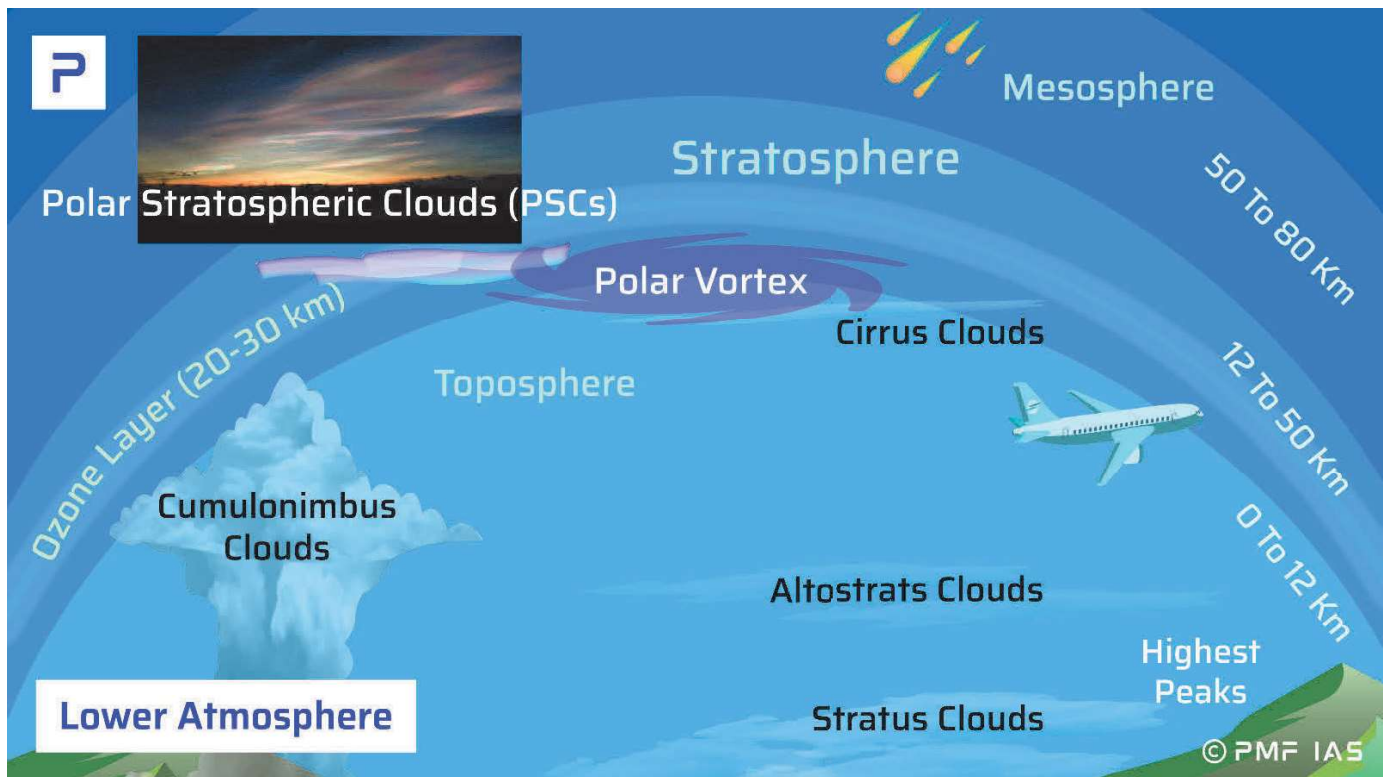 P
Mesosphere
Stratosphere
50 To 80 Km
Polar Stratospheric Clouds (PSCs)
Polar Vortex
Ozone Layer (20-30 km)
Cirrus Clouds
12 To 50 Km
Toposphere
Cumulonimbus
Clouds
0 To 12 Km
Altostrats Clouds
Highest
Peaks
Lower Atmosphere
Stratus Clouds
© PMF IAS